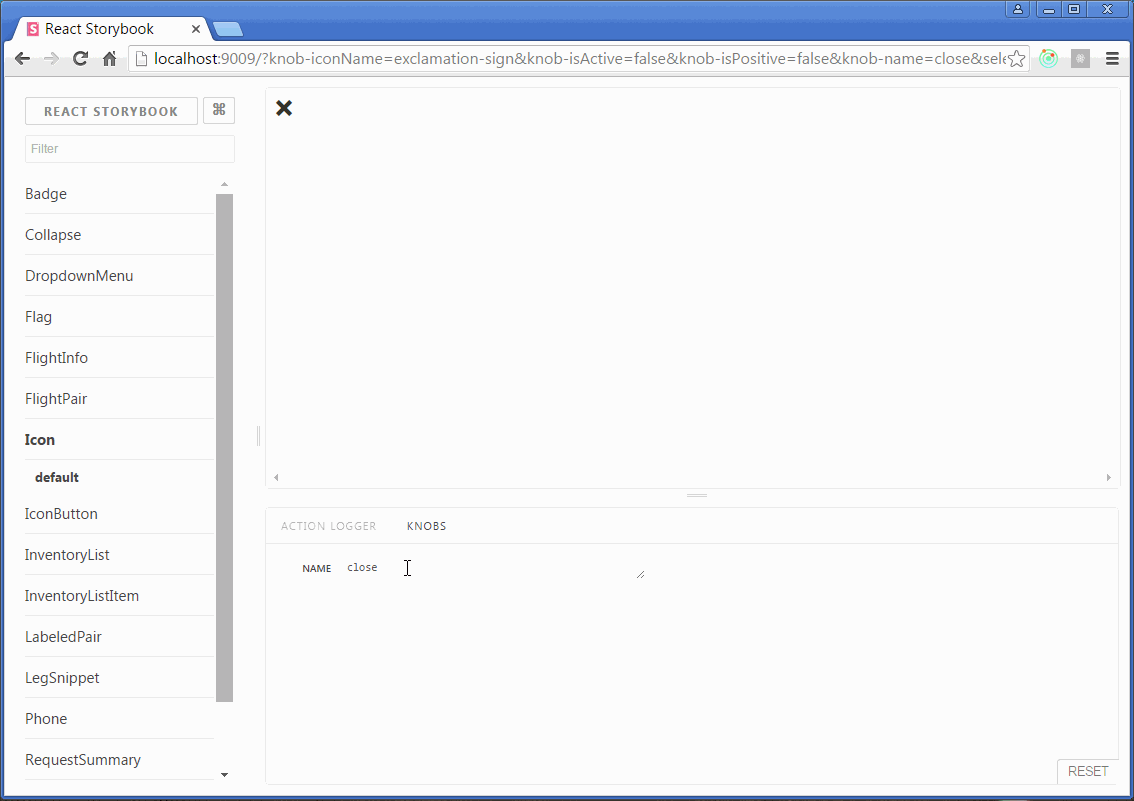 React Storybook
localhost:9009/?knob-iconName=exclamation-sign&knob-isActive=false&knob-isPositive=false&knob-name=close&sele
REACT STORYBOOK ⌘
Filter
Badge
Collapse
DropdownMenu
Flag
FlightInfo
FlightPair
Icon
default
IconButton
InventoryList
InventoryListItem
LabeledPair
LegSnippet
Phone
RequestSummary
ACTION LOGGER KNOBS
NAME close
RESET